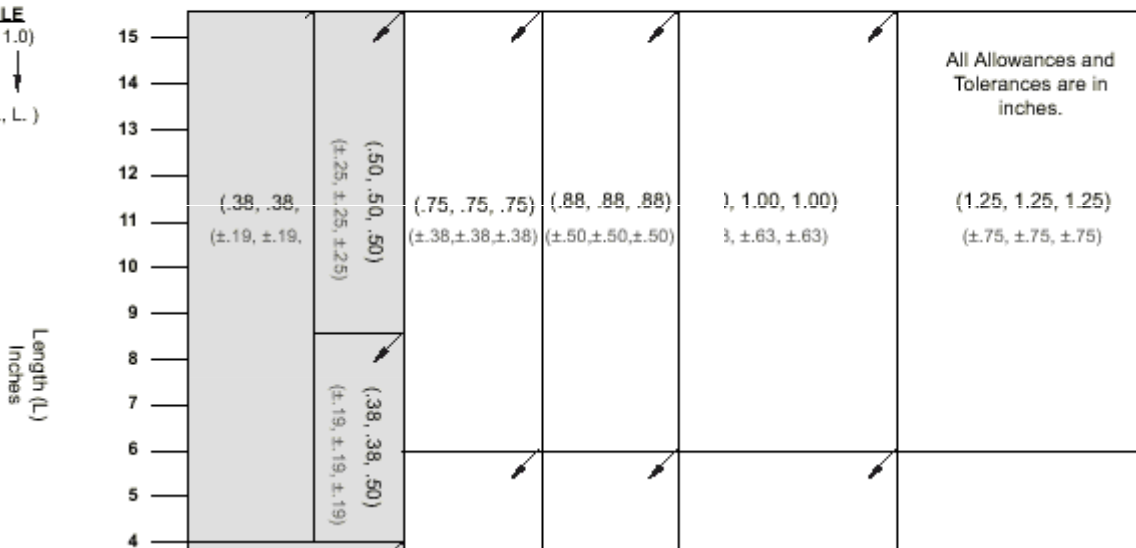 LE
1.0)
, L. )
15
14
13
12
11
10
9
8
7
6
5
4
Length (L)
Inches
(.38, .38,
(±.19, ±.19,
(.50, .50, .50)
(±.25, ±.25, ±.25)
(.38, .38, .50)
(±.19, ±.19, ±.19)
(.75, .75, .75)
(±.38,±.38,±.38)
(.88, .88, .88)
(±.50,±.50,±.50)
, 1.00, 1.00)
, ±.63, ±.63)
All Allowances and
Tolerances are in
inches.
(1.25, 1.25, 1.25)
(±.75, ±.75, ±.75)